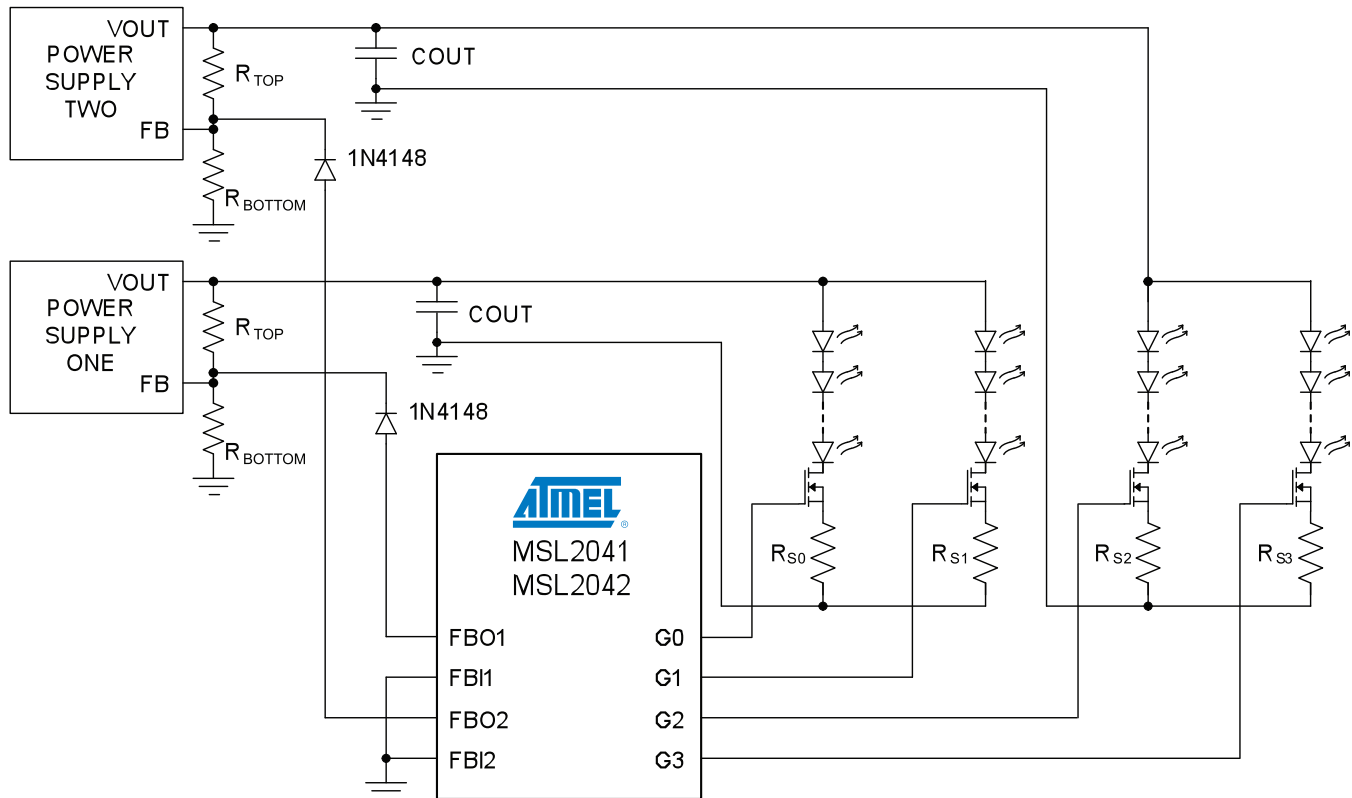 VOUT
POWER
SUPPLY
TWO
FB
RTOP
RBOTTOM
COUT
1N4148
VOUT
POWER
SUPPLY
ONE
FB
RTOP
RBOTTOM
COUT
1N4148
ATMEL ®
MSL2041
MSL2042
FBO1
FBI1
FBO2
FBI2
G0
G1
G2
G3
RS0
RS1
RS2
RS3